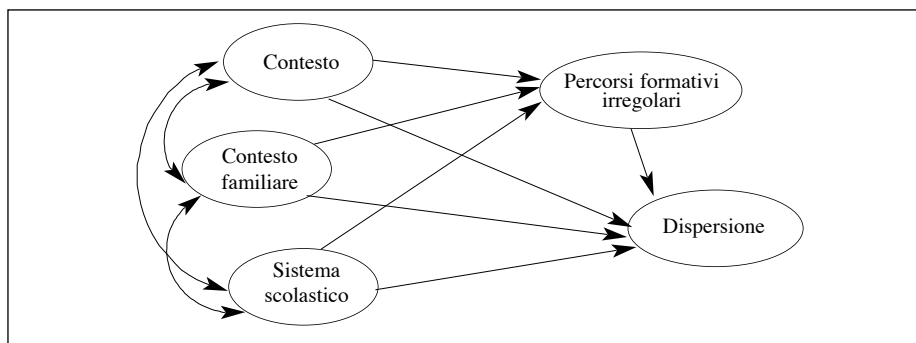 Contesto
Percorsi formativi
irregolari
Contesto
familiare
Dispersione
Sistema
scolastico